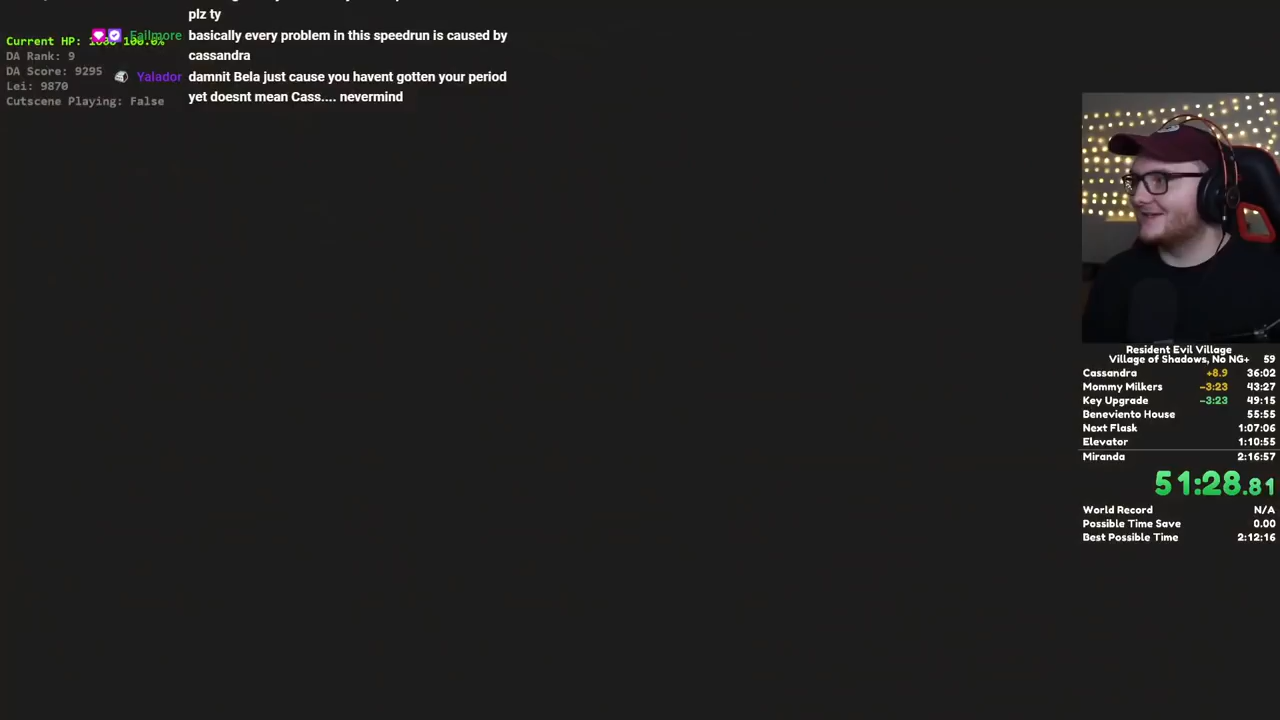 plz ty
Failmore
basically every problem in this speedrun is caused by
cassandra
Yalador
damnit Bela just cause you havent gotten your period
yet doesnt mean Cass.... nevermind
Current HP: 100.0%
DA Rank: 9
DA Score: 9295
Lei: 9870
Cutscene Playing: False
Resident Evil Village
Village of Shadows, No NG+ 59
Cassandra +8.9 36:02
Mommy Milkers -3:23 43:27
Key Upgrade -3:23 49:15
Beneviento House 55:55
Next Flask 1:07:06
Elevator 1:10:55
Miranda 2:16:57
51:28.81
World Record N/A
Possible Time Save 0.00
Best Possible Time 2:12:16